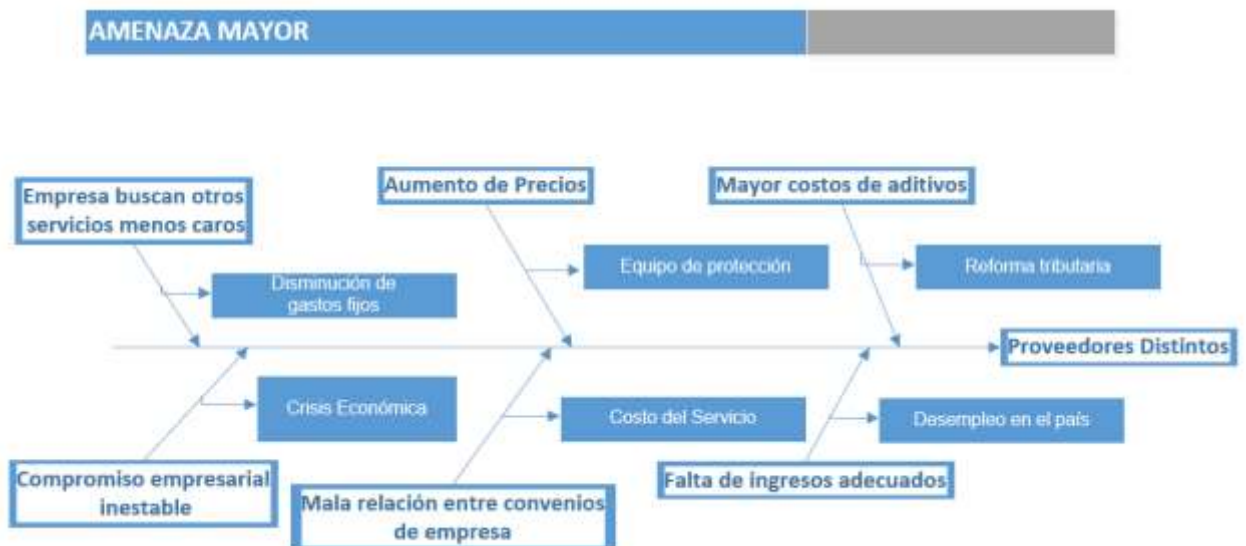 AMENAZA MAYOR
Empresa buscan otros
servicios menos caros
Aumento de Precios
Mayor costos de aditivos
Disminución de
gastos fijos
Equipo de protección
Reforma tributaria
Proveedores Distintos
Crisis Económica
Costo del Servicio
Desempleo en el país
Compromiso empresarial
inestable
Mala relación entre convenios
de empresa
Falta de ingresos adecuados